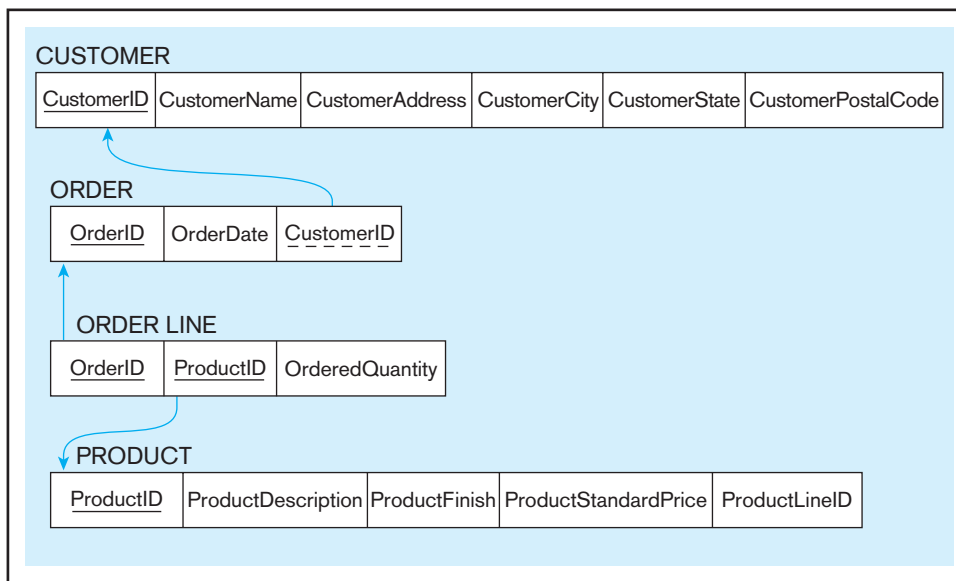 CUSTOMER
CustomerID CustomerName CustomerAddress CustomerCity CustomerState CustomerPostalCode
ORDER
OrderID OrderDate CustomerID
ORDER LINE
OrderID ProductID OrderedQuantity
PRODUCT
ProductID ProductDescription ProductFinish ProductStandardPrice ProductLineID